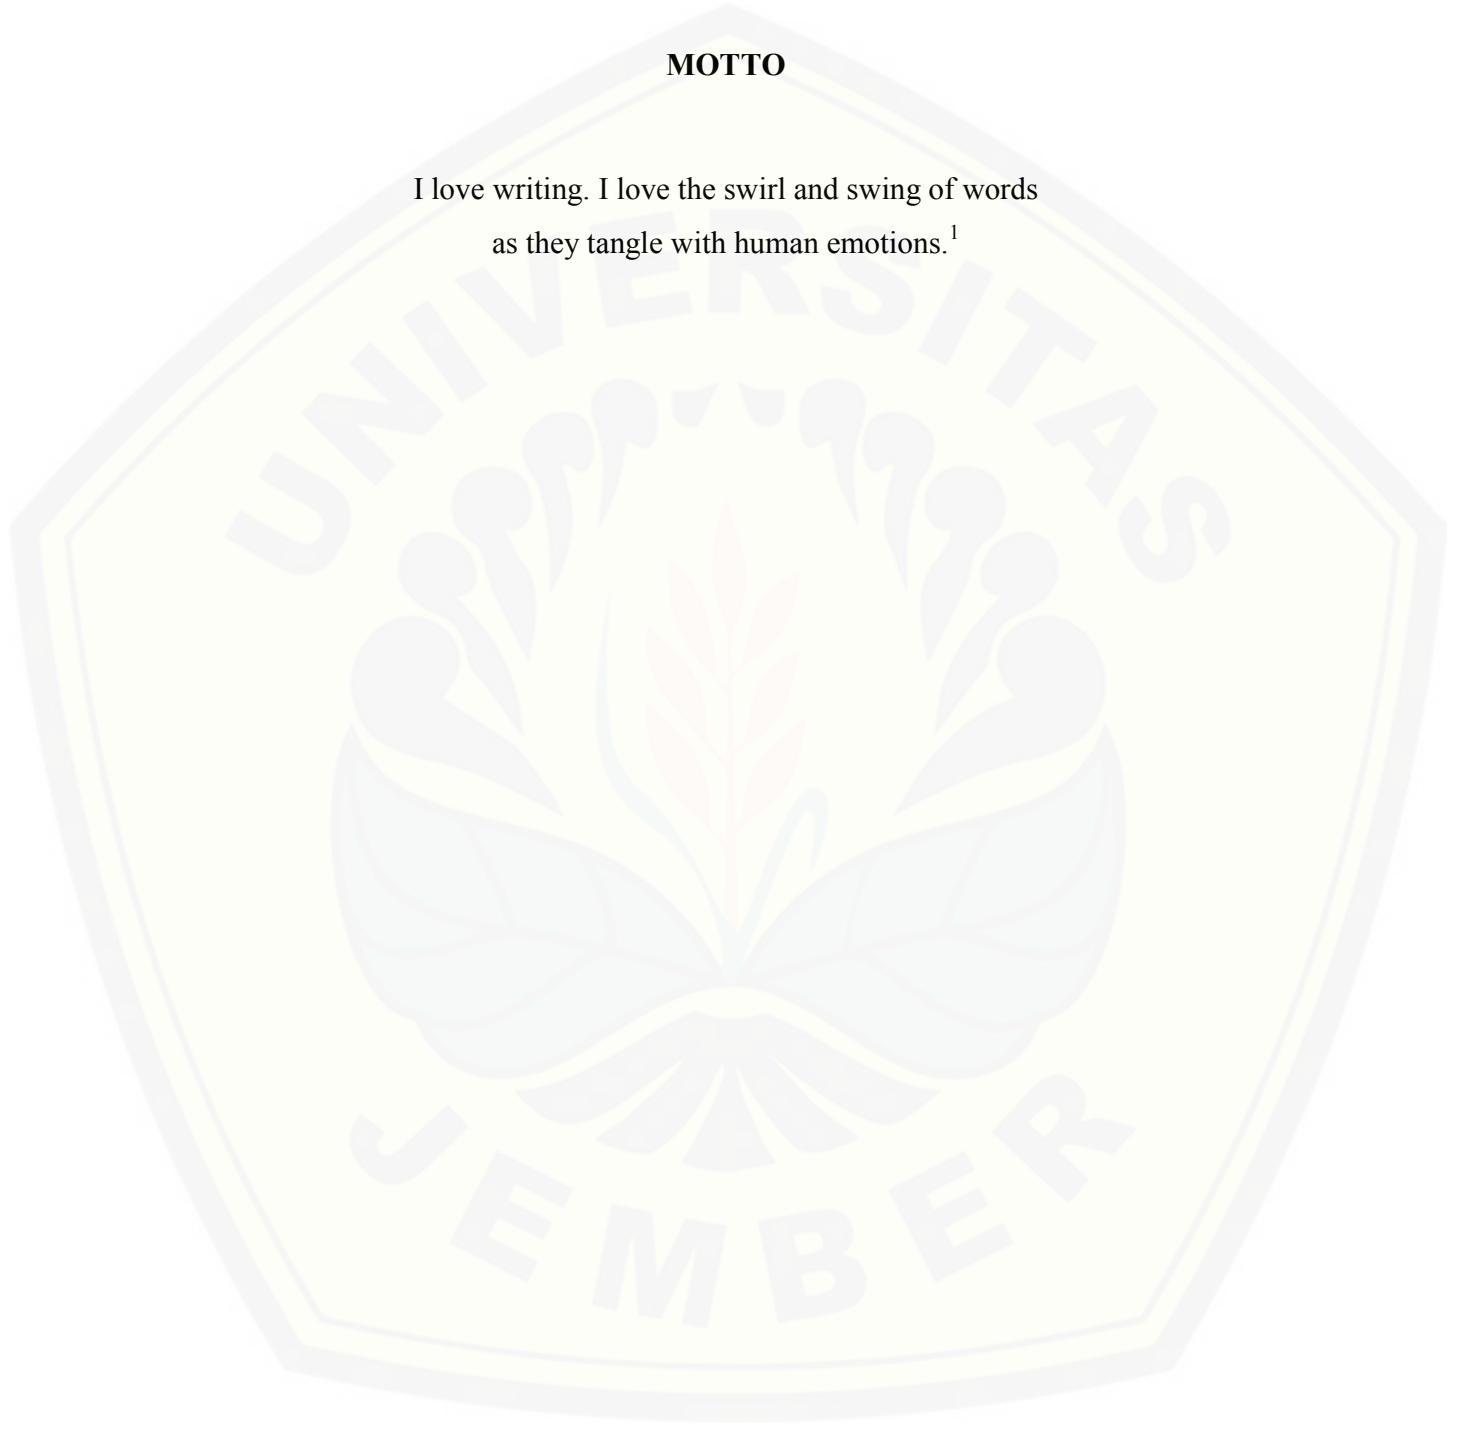 MOTTO
I love writing. I love the swirl and swing of words
as they tangle with human emotions.¹
UNIVERSITAS
JEMBER